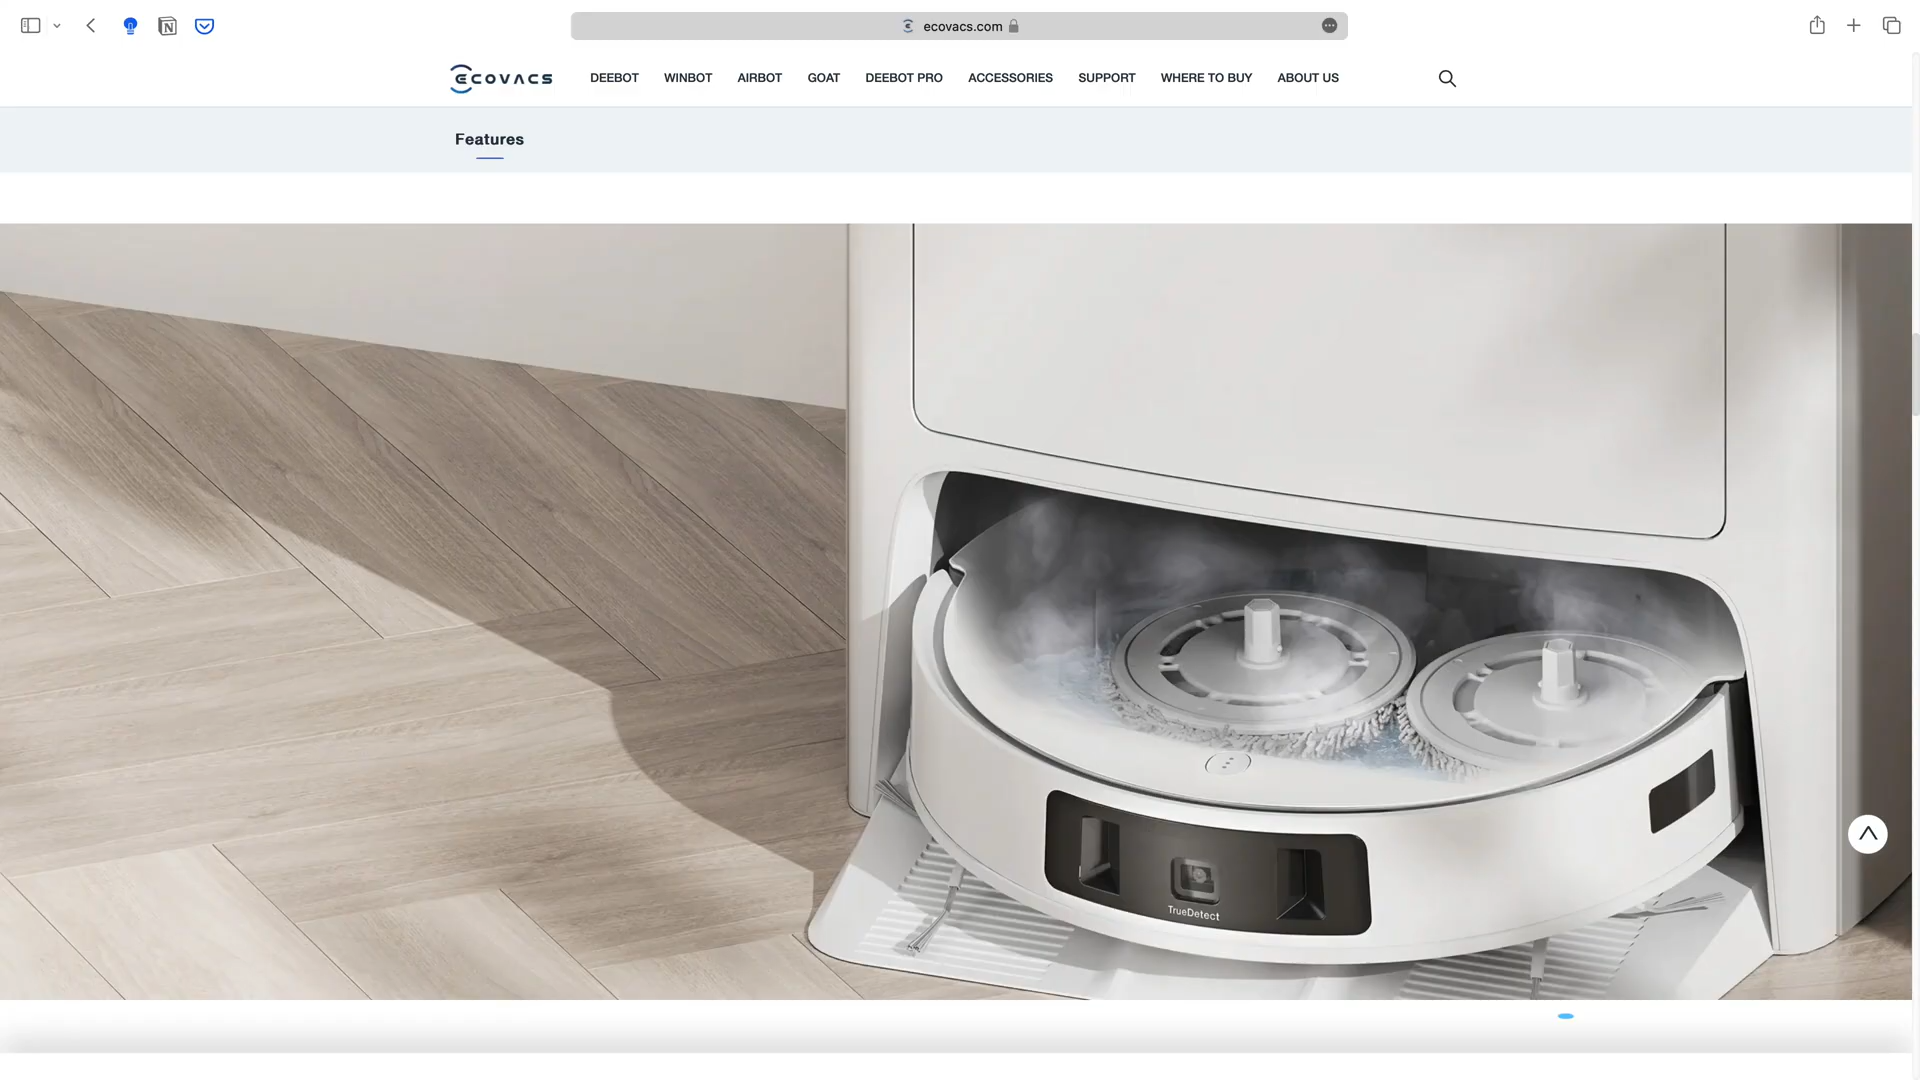 ecovacs.com
ECOVACS
DEEBOT
WINBOT
AIRBOT
GOAT
DEEBOT PRO
ACCESSORIES
SUPPORT
WHERE TO BUY
ABOUT US
Features
TrueDetect